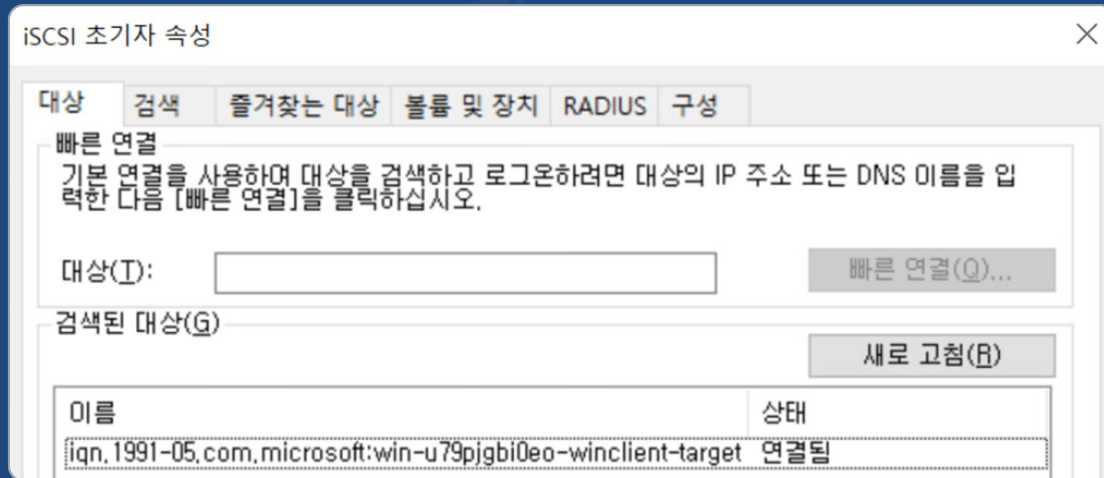 iSCSI 초기자 속성
대상 검색 즐겨찾는 대상 볼륨 및 장치 RADIUS 구성
빠른 연결
기본 연결을 사용하여 대상을 검색하고 로그온하려면 대상의 IP 주소 또는 DNS 이름을 입
력한 다음 [빠른 연결]을 클릭하십시오.
대상(T): 빠른 연결(Q)...
검색된 대상(G)
새로 고침(R)
이름 상태
iqn.1991-05.com.microsoft:win-u79pjgbi0eo-winclient-target 연결됨